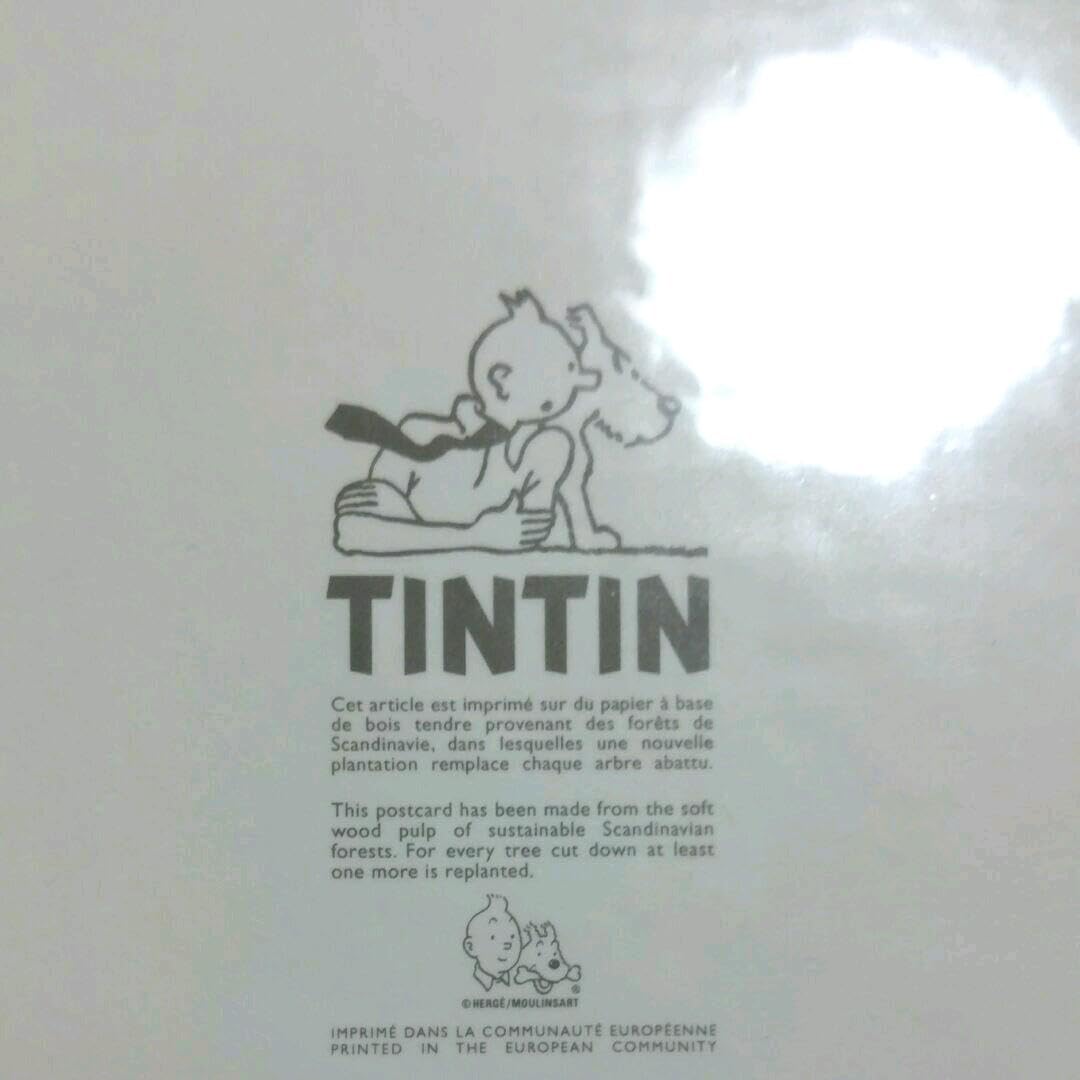 TINTIN
Cet article est imprimé sur du papier à base
de bois tendre provenant des forêts de
Scandinavie, dans lesquelles une nouvelle
plantation remplace chaque arbre abattu.
This postcard has been made from the soft
wood pulp of sustainable Scandinavian
forests. For every tree cut down at least
one more is replanted.
®
©HERGÉ/MOULINSART
IMPRIMÉ DANS LA COMMUNAUTÉ EUROPÉENNE
PRINTED IN THE EUROPEAN COMMUNITY